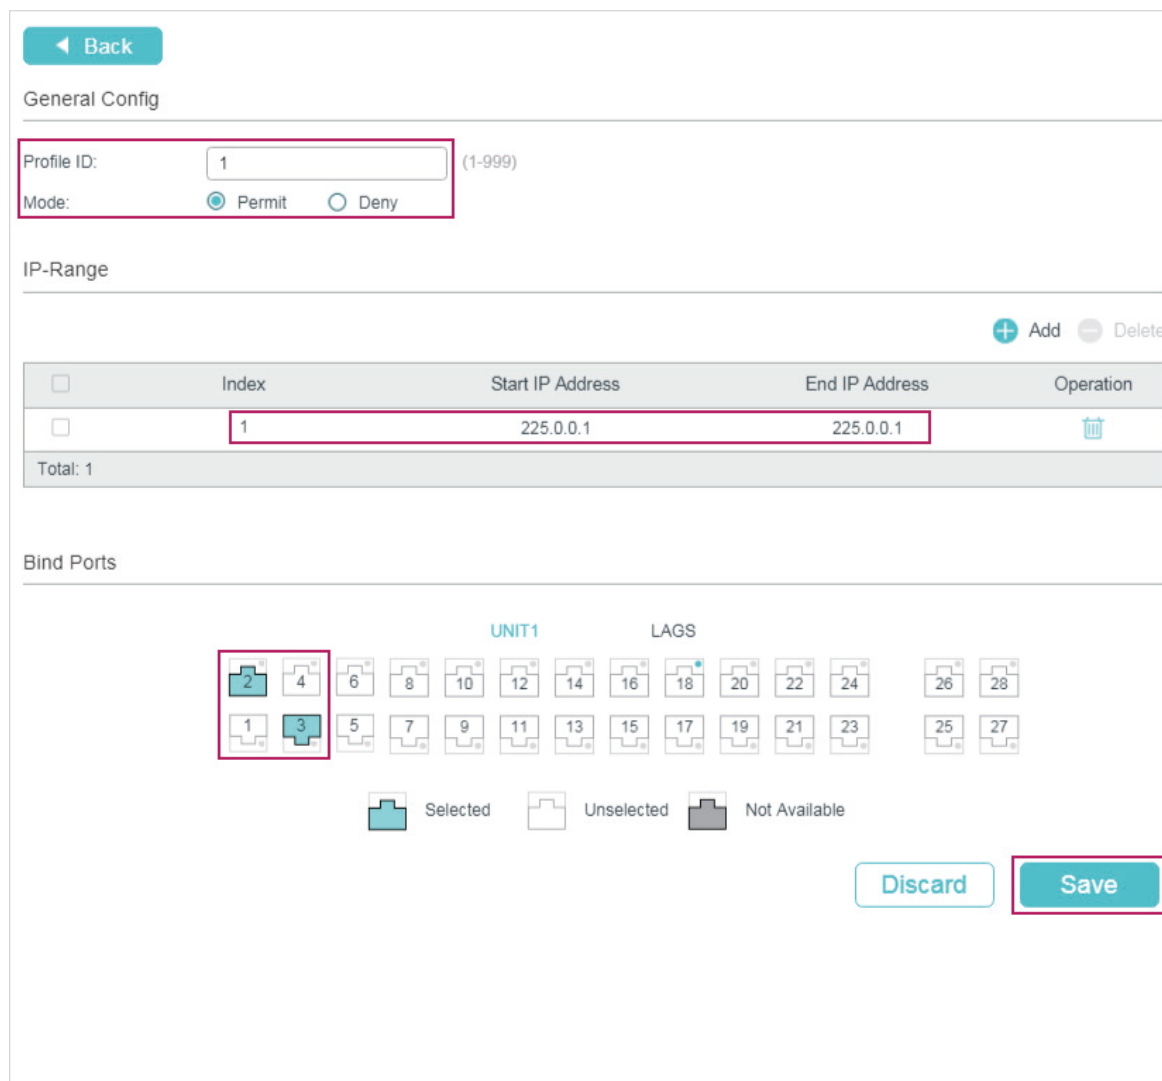 Back
General Config
Profile ID: 1 (1-999)
Mode: Permit Deny
IP-Range
Add Delete
Index Start IP Address End IP Address Operation
1 225.0.0.1 225.0.0.1
Total: 1
Bind Ports
UNIT1 LAGS
2 4 6 8 10 12 14 16 18 20 22 24 26 28
1 3 5 7 9 11 13 15 17 19 21 23 25 27
Selected Unselected Not Available
Discard Save